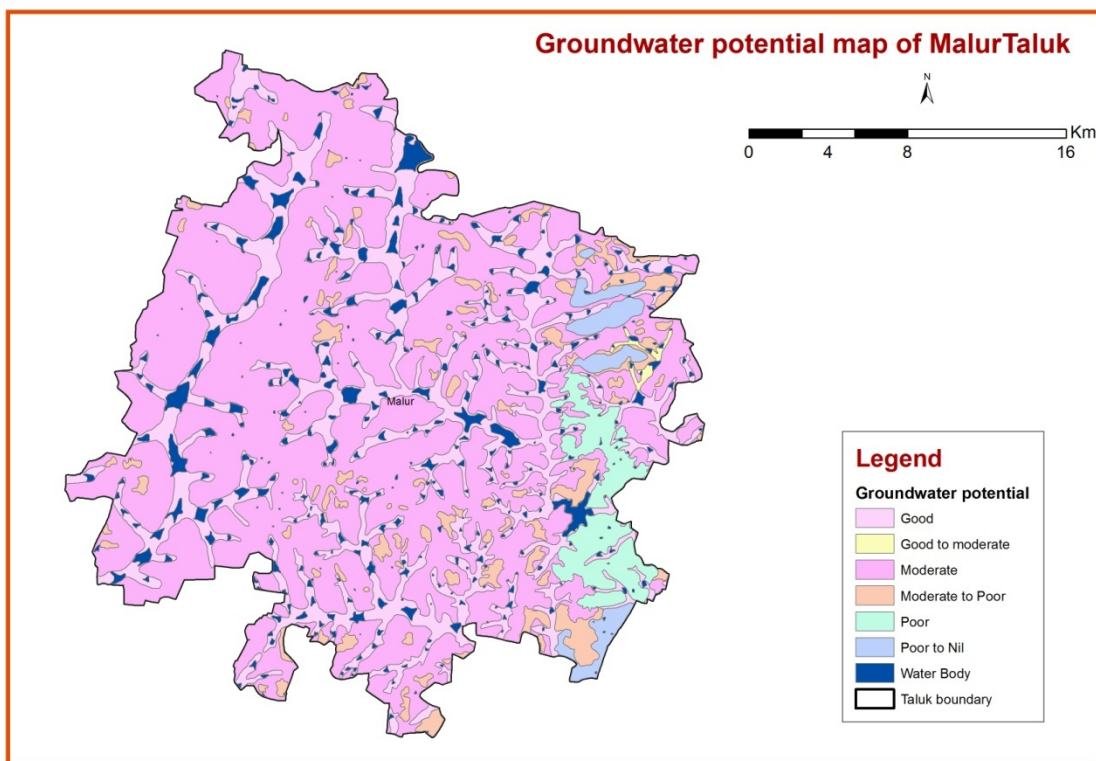 Groundwater potential map of MalurTaluk
N
Km
0 4 8 16
Malur
Legend
Groundwater potential
Good
Good to moderate
Moderate
Moderate to Poor
Poor
Poor to Nil
Water Body
Taluk boundary